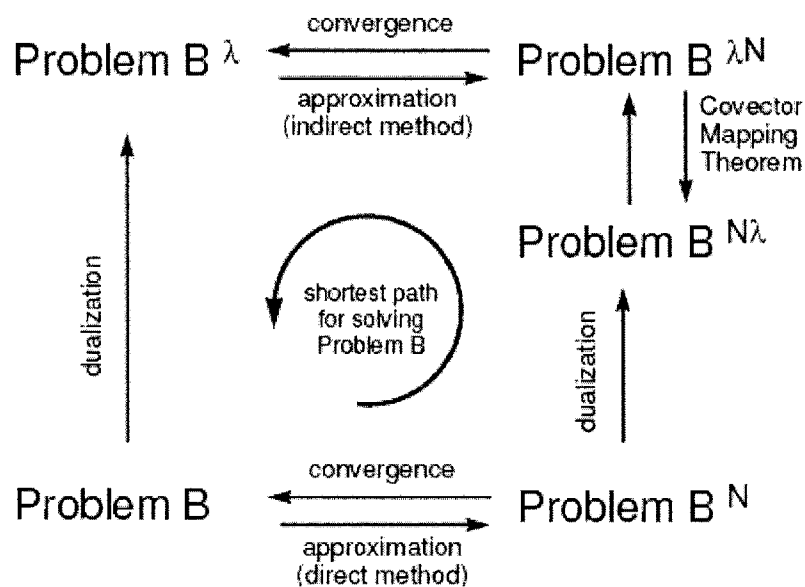 convergence
Problem B λ
Problem B λN
approximation
(indirect method)
Covector
Mapping
Theorem
Problem B Nλ
dualization
shortest path
for solving
Problem B
dualization
convergence
Problem B
Problem B N
approximation
(direct method)